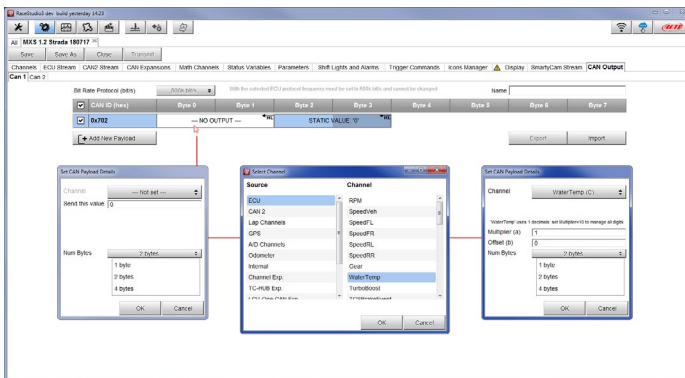 RaceStudio3 dev build yesterday 14:23
All MXS 1.2 Strada 180717
Save Save As Close Transmit
Channels ECU Stream CAN2 Stream CAN Expansions Math Channels Status Variables Parameters Shift Lights and Alarms Trigger Commands Icons Manager Display SmartyCam Stream CAN Output
Can 1 Can 2
Bit Rate Protocol (bit/s) 500k bit/s With the selected ECU protocol frequency must be set to 500k bit/s and cannot be changed Name
CAN ID (hex) Byte 0 Byte 1 Byte 2 Byte 3 Byte 4 Byte 5 Byte 6 Byte 7
0x702 --- NO OUTPUT --- HL STATIC VALUE: '0' HL
+ Add New Payload Export Import
Set CAN Payload Details
Channel --- Not set ---
Send this value 0
Num Bytes 2 bytes
1 byte
2 bytes
4 bytes
OK Cancel
Select Channel
Source Channel
ECU RPM
CAN 2 SpeedVeh
Lap Channels SpeedFL
GPS SpeedFR
A/D Channels SpeedRL
Odometer SpeedRR
Internal Gear
Channel Exp. WaterTemp
TC-HUB Exp. TurboBoost
LCU-One CAN Exp.
OK Cancel
Set CAN Payload Details
Channel WaterTemp (C)
'WaterTemp' uses 1 decimals: set Multiplier=10 to manage all digits
Multiplier (a) 1
Offset (b) 0
Num Bytes 2 bytes
1 byte
2 bytes
4 bytes
OK Cancel